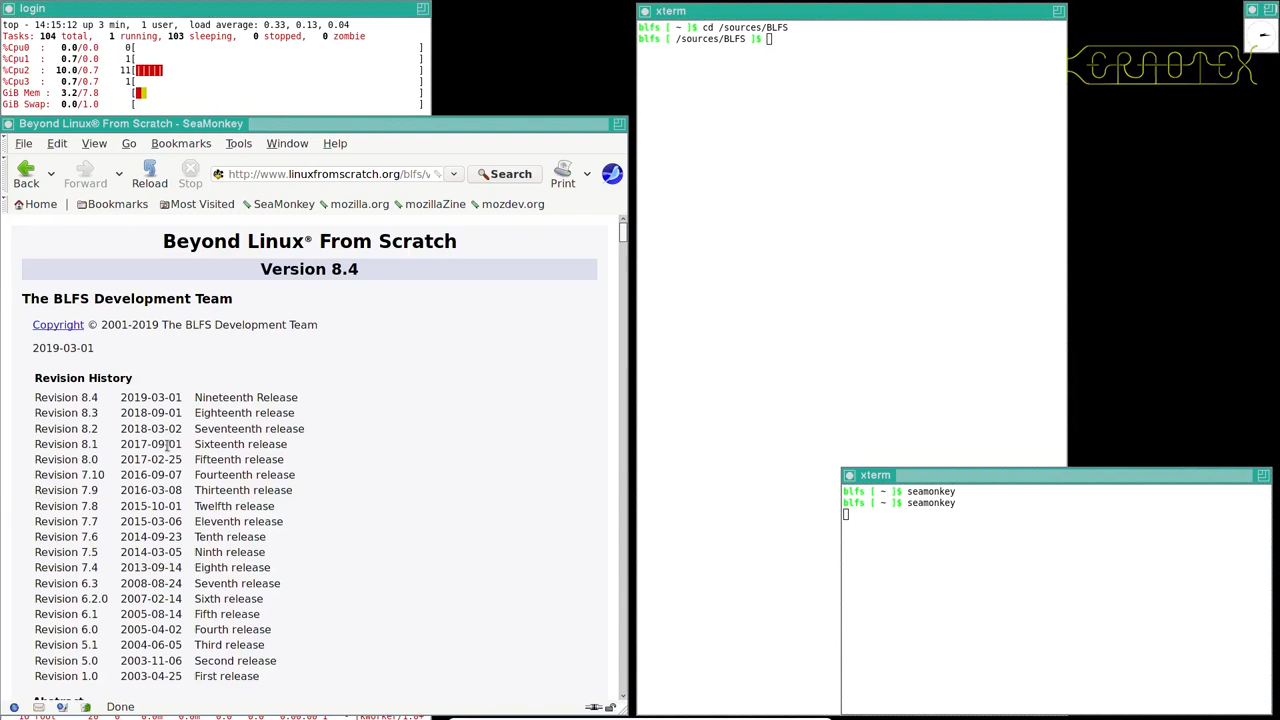 login
top - 14:15:12 up 3 min,  1 user,  load average: 0.33, 0.13, 0.04
Tasks: 104 total,   1 running, 103 sleeping,   0 stopped,   0 zombie
%Cpu0  :   0.0/0.0     0[ ]
%Cpu1  :   0.7/0.0     1[ ]
%Cpu2  :  10.0/0.7    11[|||||| ]
%Cpu3  :   0.7/0.7     1[ ]
GiB Mem :  3.2/7.8      [ ]
GiB Swap:  0.0/1.0      [ ]
Beyond Linux® From Scratch - SeaMonkey
File Edit View Go Bookmarks Tools Window Help
Back Forward Reload Stop http://www.linuxfromscratch.org/blfs/v Search Print
Home Bookmarks Most Visited SeaMonkey mozilla.org mozillaZine mozdev.org
Beyond Linux® From Scratch
Version 8.4
The BLFS Development Team
Copyright © 2001-2019 The BLFS Development Team
2019-03-01
Revision History
Revision 8.4 2019-03-01 Nineteenth Release
Revision 8.3 2018-09-01 Eighteenth release
Revision 8.2 2018-03-02 Seventeenth release
Revision 8.1 2017-09-01 Sixteenth release
Revision 8.0 2017-02-25 Fifteenth release
Revision 7.10 2016-09-07 Fourteenth release
Revision 7.9 2016-03-08 Thirteenth release
Revision 7.8 2015-10-01 Twelfth release
Revision 7.7 2015-03-06 Eleventh release
Revision 7.6 2014-09-23 Tenth release
Revision 7.5 2014-03-05 Ninth release
Revision 7.4 2013-09-14 Eighth release
Revision 6.3 2008-08-24 Seventh release
Revision 6.2.0 2007-02-14 Sixth release
Revision 6.1 2005-08-14 Fifth release
Revision 6.0 2005-04-02 Fourth release
Revision 5.1 2004-06-05 Third release
Revision 5.0 2003-11-06 Second release
Revision 1.0 2003-04-25 First release
Done
xterm
blfs [ ~ ]$ cd /sources/BLFS
blfs [ /sources/BLFS ]$
xterm
blfs [ ~ ]$ seamonkey
blfs [ ~ ]$ seamonkey